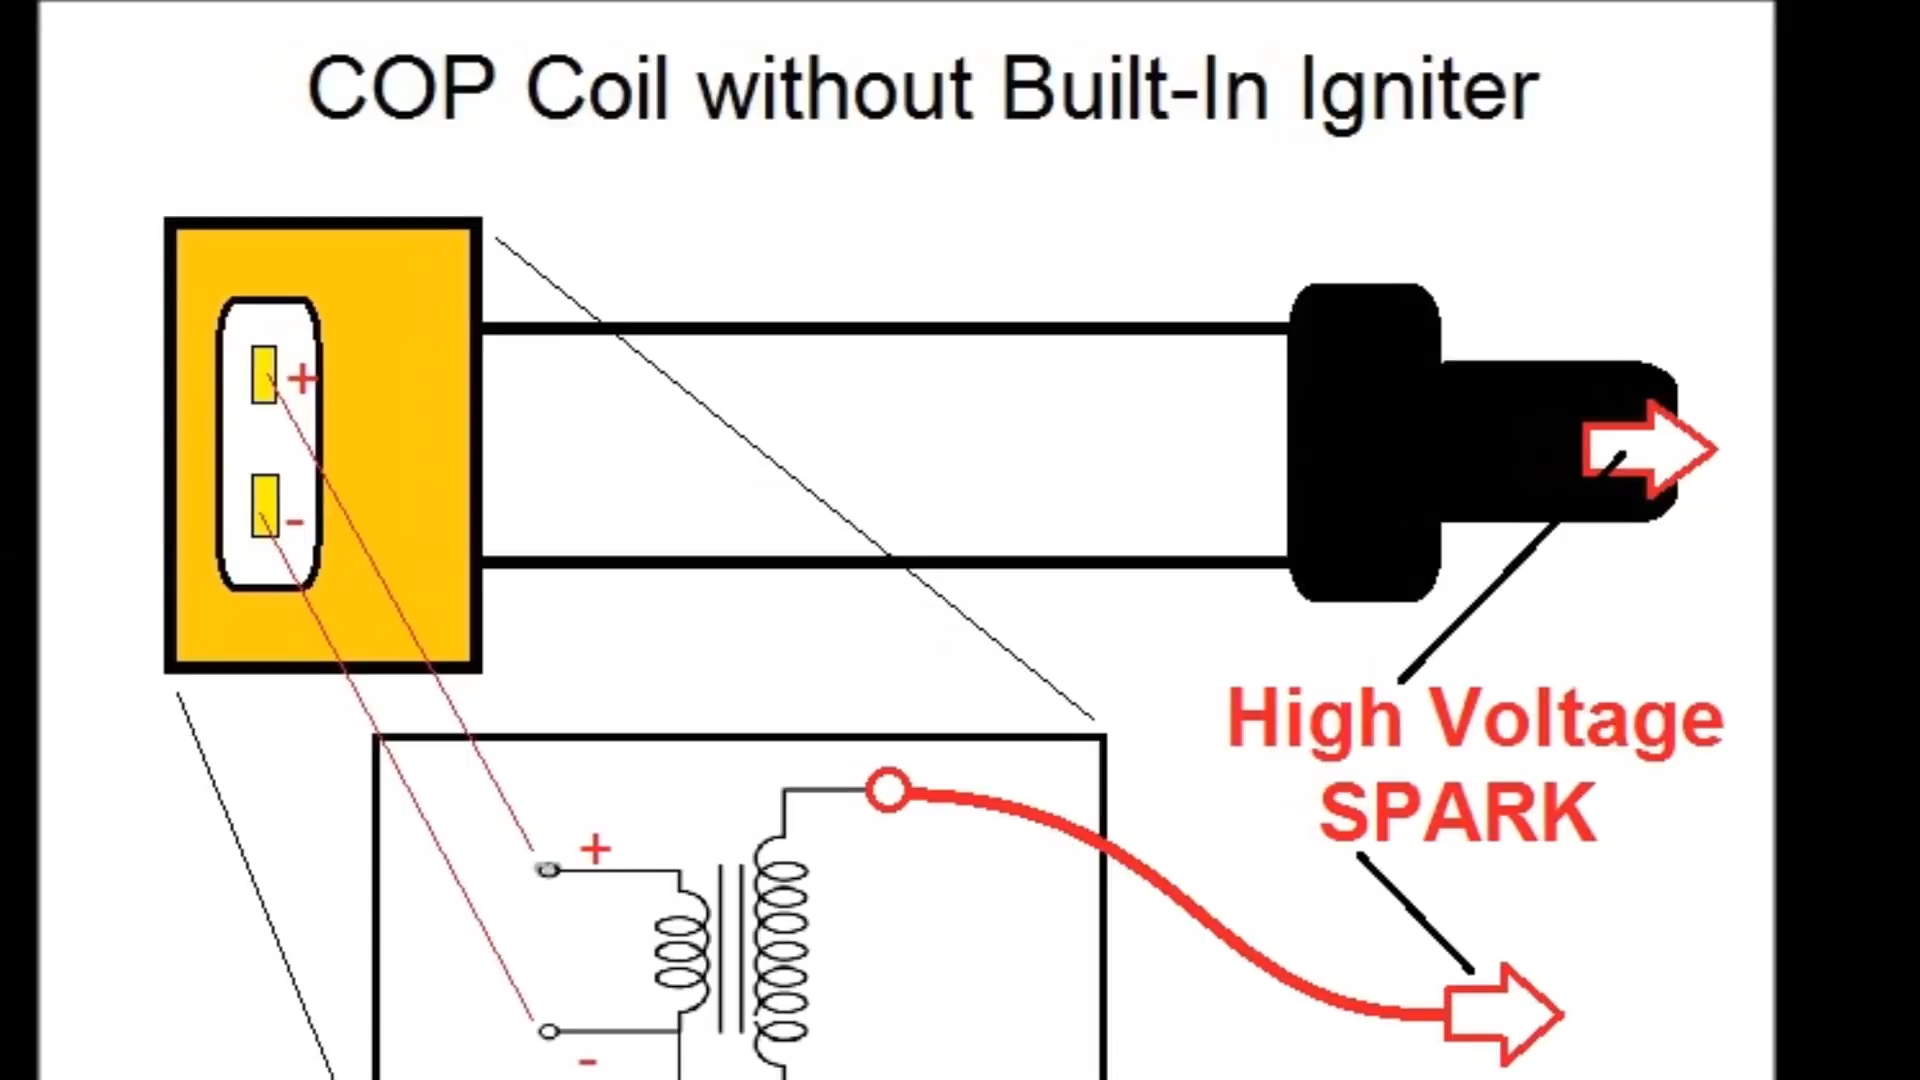 COP Coil without Built-In Igniter
+
-
High Voltage
SPARK
+
-